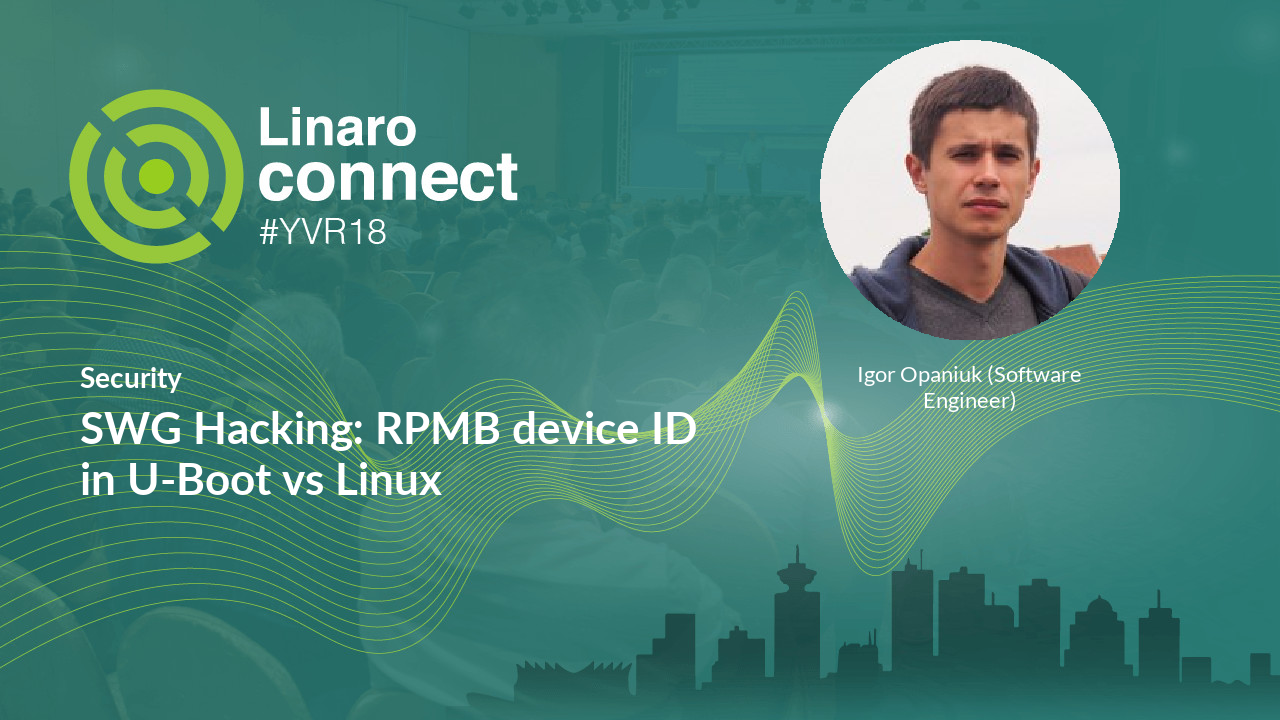 Linaro
connect
#YVR18
Security
SWG Hacking: RPMB device ID
in U-Boot vs Linux
Igor Opaniuk (Software
Engineer)